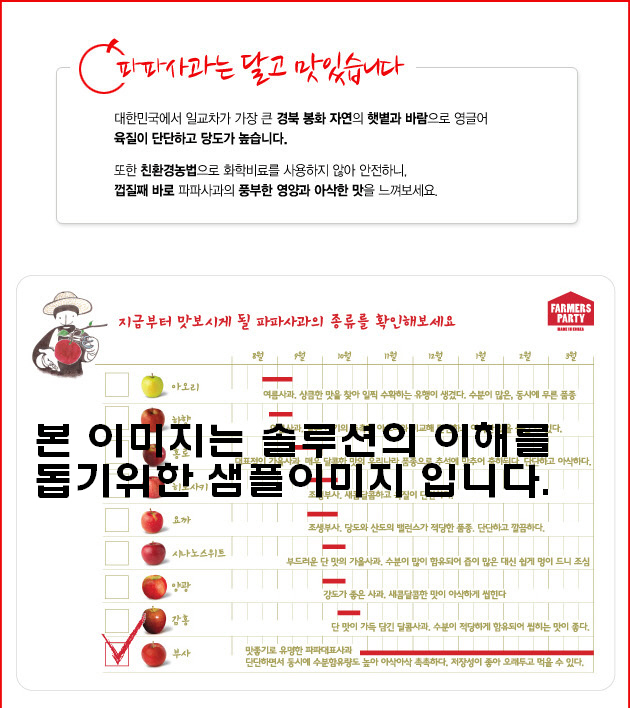 파파사과는 달고 맛있습니다
대한민국에서 일교차가 가장 큰 경북 봉화 자연의 햇볕과 바람으로 영글어
육질이 단단하고 당도가 높습니다.
또한 친환경농법으로 화학비료를 사용하지 않아 안전하니,
껍질째 바로 파파사과의 풍부한 영양과 아삭한 맛을 느껴보세요.
지금부터 맛보시게 될 파파사과의 종류를 확인해보세요
FARMERS
PARTY
MADE IN KOREA
8월 9월 10월 11월 12월 1월 2월 3월
아오리
여름사과. 상큼한 맛을 찾아 일찍 수확하는 유행이 생겼다. 수분이 많은, 동시에 무른 품종
홍로
대표적인 가을사과. 매우 달콤한 맛의 우리나라 품종으로 추석에 맞추어 출하된다. 단단하고 아삭하다.
본 이미지는 솔루션의 이해를
돕기위한 샘플이미지 입니다.
히로사키
조생부사. 새콤달콤하고
요까
조생부사. 당도와 산도의 밸런스가 적당한 품종. 단단하고 깔끔하다.
시나노스위트
부드러운 단 맛의 가을사과. 수분이 많이 함유되어 즙이 많은 대신 쉽게 멍이 드니 조심
양광
강도가 좋은 사과. 새콤달콤한 맛이 아삭하게 씹힌다
감홍
단 맛이 가득 담긴 달콤사과. 수분이 적당하게 함유되어 씹히는 맛이 좋다.
부사
맛좋기로 유명한 파파대표사과
단단하면서 동시에 수분함유량도 높아 아삭아삭 촉촉하다. 저장성이 좋아 오래두고 먹을 수 있다.